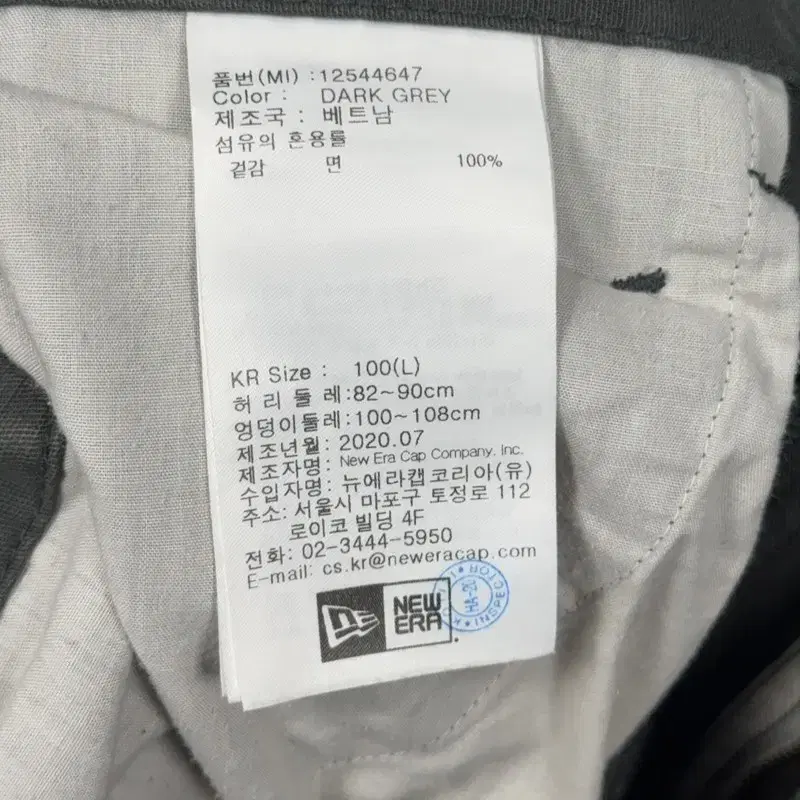 품번(MI) :12544647
Color : DARK GREY
제조국 : 베트남
섬유의 혼용률
겉감 면 100%
KR Size : 100(L)
허 리 둘 레:82~90cm
엉덩이둘레:100~108cm
제조년월: 2020.07
제조자명: New Era Cap Company. Inc.
수입자명: 뉴에라캡코리아(유)
주소: 서울시 마포구 토정로 112
로이코 빌딩 4F
전화: 02-3444-5950
E-mail: cs.kr@neweracap.com
NEW
ERA
INSPECTOR
HA-20